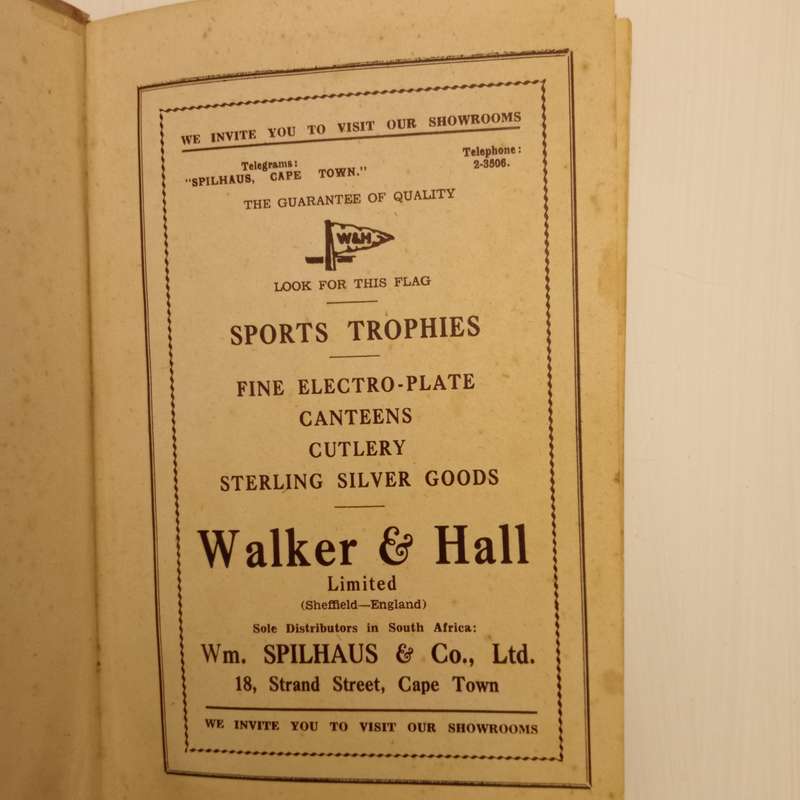 WE INVITE YOU TO VISIT OUR SHOWROOMS
Telegrams:
"SPILHAUS, CAPE TOWN."
Telephone:
2-3506.
THE GUARANTEE OF QUALITY
W&H
LOOK FOR THIS FLAG
SPORTS TROPHIES
FINE ELECTRO-PLATE
CANTEENS
CUTLERY
STERLING SILVER GOODS
Walker & Hall
Limited
(Sheffield—England)
Sole Distributors in South Africa:
Wm. SPILHAUS & Co., Ltd.
18, Strand Street, Cape Town
WE INVITE YOU TO VISIT OUR SHOWROOMS